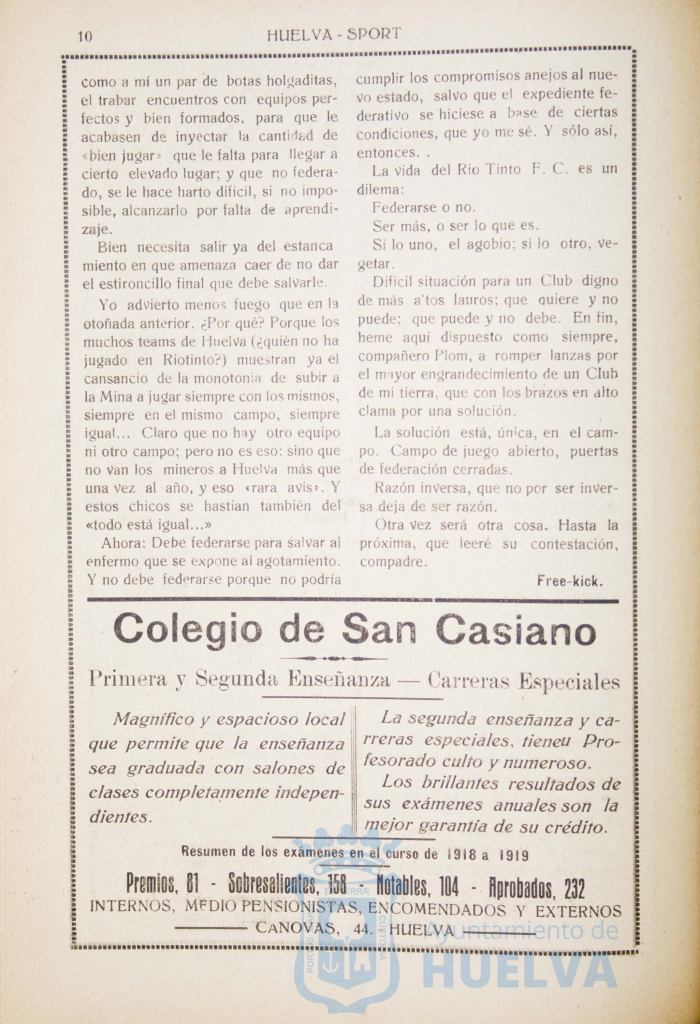 10
HUELVA - SPORT
como a mí un par de botas holgaditas,
el trabar encuentros con equipos per-
fectos y bien formados, para que le
acabasen de inyectar la cantidad de
«bien jugar» que le falta para llegar a
cierto elevado lugar; y que no federa-
do, se le hace harto difícil, si no impo-
sible, alcanzarlo por falta de aprendi-
zaje.
Bien necesita salir ya del estanca
miento en que amenaza caer de no dar
el estironcillo final que debe salvarle.
Yo advierto menos fuego que en la
otoñada anterior. ¿Por qué? Porque los
muchos teams de Huelva (¿quién no ha
jugado en Riotinto?) muestran ya el
cansancio de la monotonia de subir a
la Mina a jugar siempre con los mismos,
siempre en el mismo campo, siempre
igual... Claro que no hay otro equipo
ni otro campo; pero no es eso: sino que
no van los mineros a Huelva más que
una vez al año, y eso «rara avis». Y
estos chicos se hastian también del
«todo está igual...»
Ahora: Debe federarse para salvar al
enfermo que se expone al agotamiento.
Y no debe federarse porque no podría
cumplir los compromisos anejos al nue-
vo estado, salvo que el expediente fe-
derativo se hiciese a base de ciertas
condiciones, que yo me sé. Y sólo así,
entonces. .
La vida del Rio Tinto F. C. es un
dilema:
Federarse o no.
Ser más, o ser lo que es.
Si lo uno, el agobio; si lo otro, ve-
getar.
Dificil situación para un Club digno
de más a'tos lauros; que quiere y no
puede; que puede y no debe. En fin,
heme aquí dispuesto como siempre,
compañero Plom, a romper lanzas por
el mayor engrandecimiento de un Club
de mi tierra, que con los brazos en alto
clama por una solución.
La solución está, única, en el cam-
po. Campo de juego abierto, puertas
de federación cerradas.
Razón inversa, que no por ser inver-
sa deja de ser razón.
Otra vez será otra cosa. Hasta la
próxima, que leeré su contestación,
compadre.
Free-kick.
Colegio de San Casiano
Primera y Segunda Enseñanza — Carreras Especiales
Magnífico y espacioso local
que permite que la enseñanza
sea graduada con salones de
clases completamente indepen-
dientes.
La segunda enseñanza y ca-
rreras especiales, tieneu Pro-
fesorado culto y numeroso.
Los brillantes resultados de
sus exámenes anuales son la
mejor garantía de su crédito.
Resumen de los exámenes en el curso de 1918 a 1919
Premios, 81 - Sobresalientes, 158 - Notables, 104 - Aprobados, 232
INTERNOS, MEDIO PENSIONISTAS, ENCOMENDADOS Y EXTERNOS
CANOVAS, 44. HUELVA
Ayuntamiento de
HUELVA